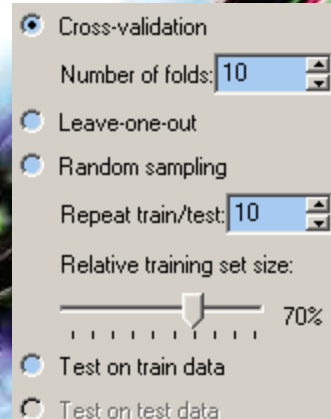 Cross-validation
Number of folds: 10
Leave-one-out
Random sampling
Repeat train/test: 10
Relative training set size:
70%
Test on train data
Test on test data